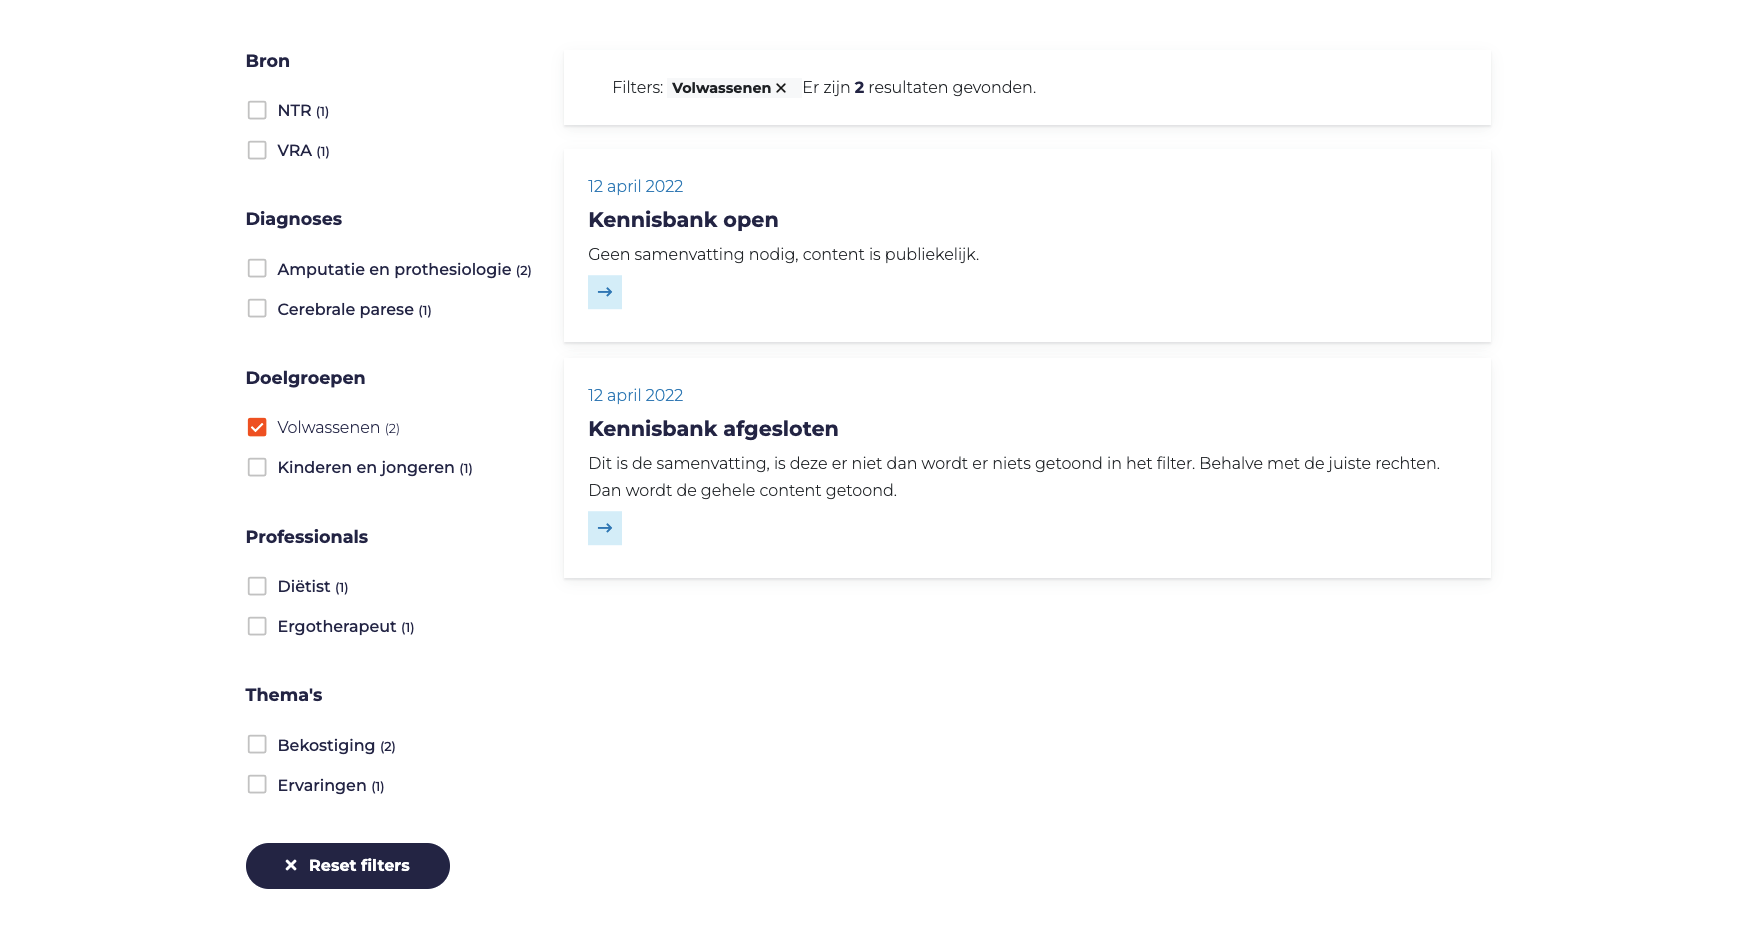 Bron
NTR (1)
VRA (1)
Diagnoses
Amputatie en prothesiologie (2)
Cerebrale parese (1)
Doelgroepen
Volwassenen (2)
Kinderen en jongeren (1)
Professionals
Diëtist (1)
Ergotherapeut (1)
Thema's
Bekostiging (2)
Ervaringen (1)
Reset filters
Filters: Volwassenen Er zijn 2 resultaten gevonden.
12 april 2022
Kennisbank open
Geen samenvatting nodig, content is publiekelijk.
12 april 2022
Kennisbank afgesloten
Dit is de samenvatting, is deze er niet dan wordt er niets getoond in het filter. Behalve met de juiste rechten.
Dan wordt de gehele content getoond.